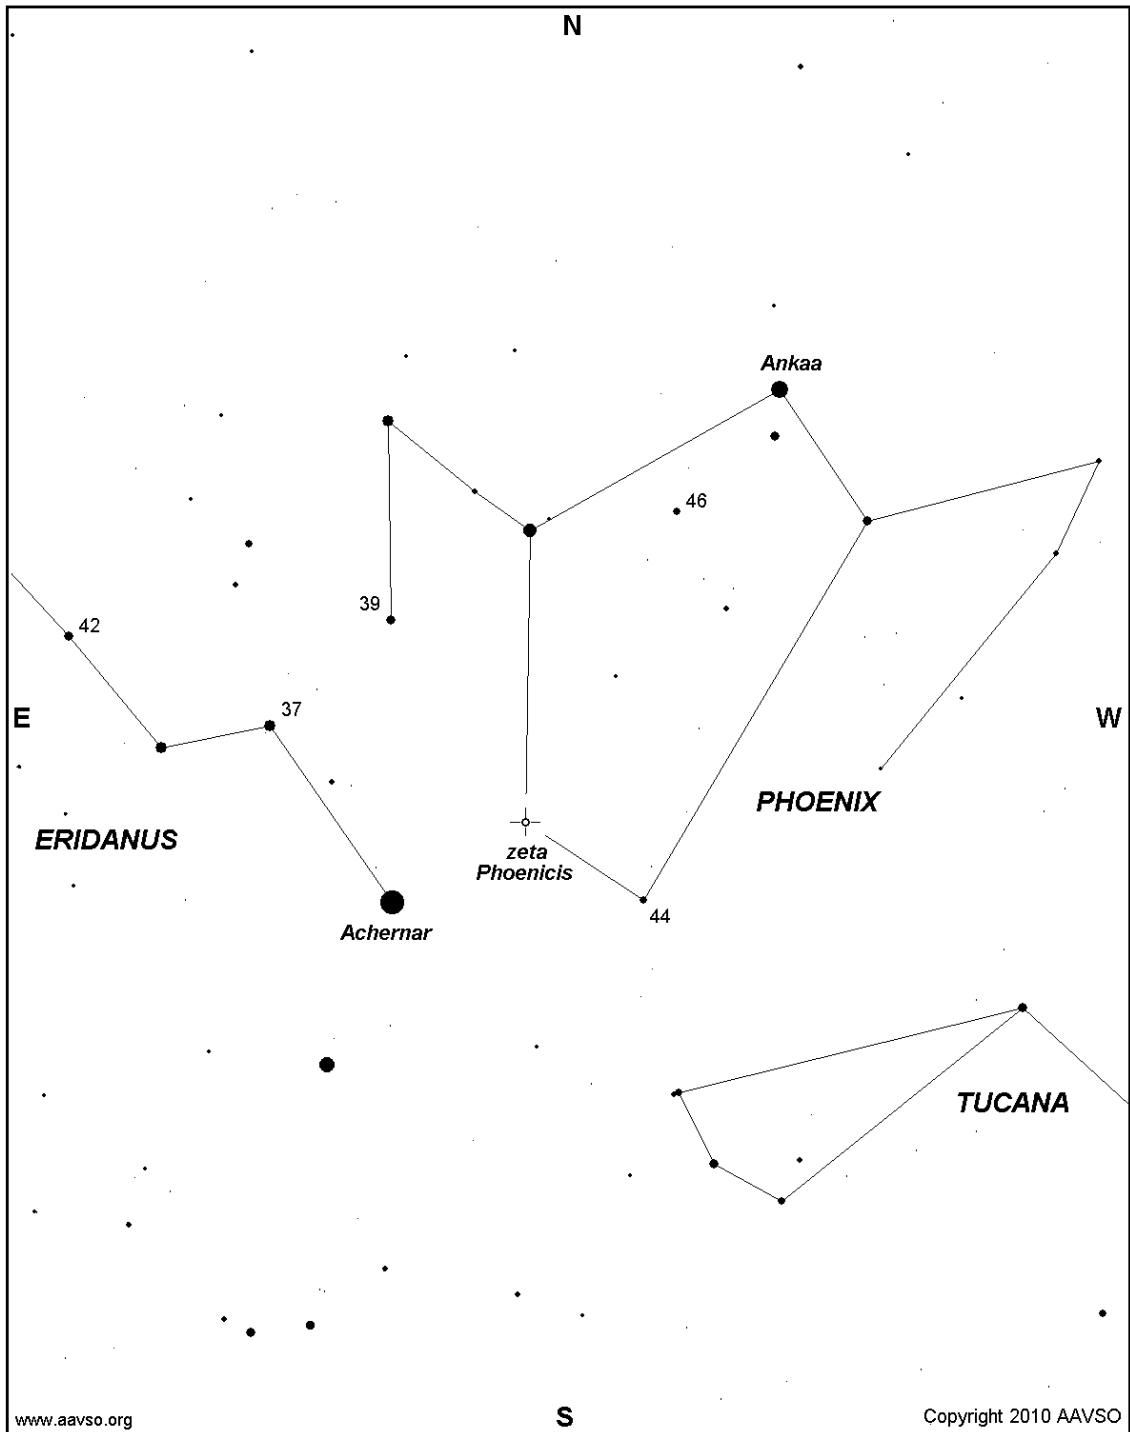 N
Ankaa
46
39
42
37
E
W
PHOENIX
ERIDANUS
zeta
Phoenicis
44
Achernar
TUCANA
www.aavso.org
S
Copyright 2010 AAVSO